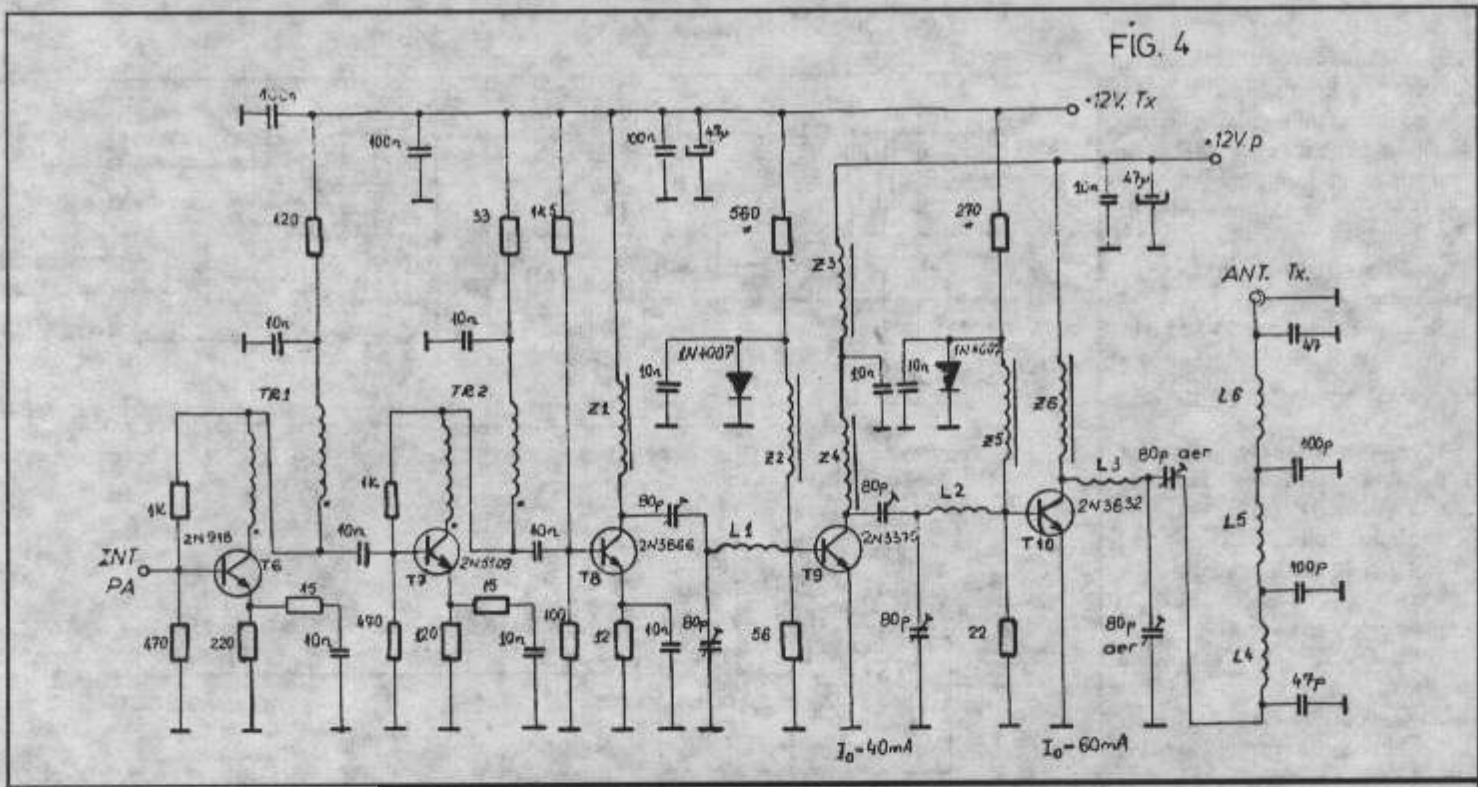 FIG. 4
100n
+12V. Tx
100n
100n
47µ
+12V. p
120
33
1K5
560
*
270
*
10n
47µ
Z3
ANT. Tx.
10n
10n
1N4007
1N4007
47
10n
10n
10n
TR1
TR2
Z1
Z2
Z4
Z5
Z6
L6
1K
1K
80p
80p
L2
L3
80p aer
100p
2N918
10n
2N5109
10n
2N3866
L1
2N3375
2N3632
L5
INT
PA
T6
T7
T8
T9
T10
15
15
100p
470
220
10n
470
120
10n
100
12
10n
80p
56
80p
22
80p
aer
L4
47p
I₀=40mA
I₀=60mA